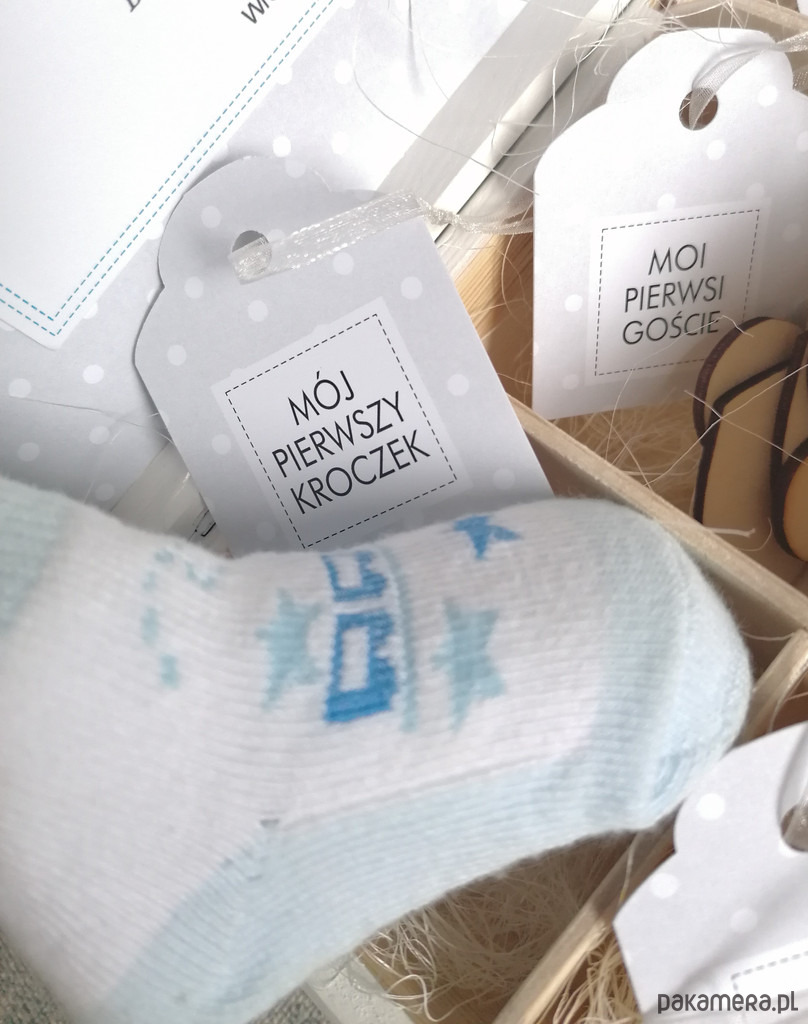 MÓJ
PIERWSZY
KROCZEK
MOI
PIERWSI
GOŚCIE
pakamera.pl